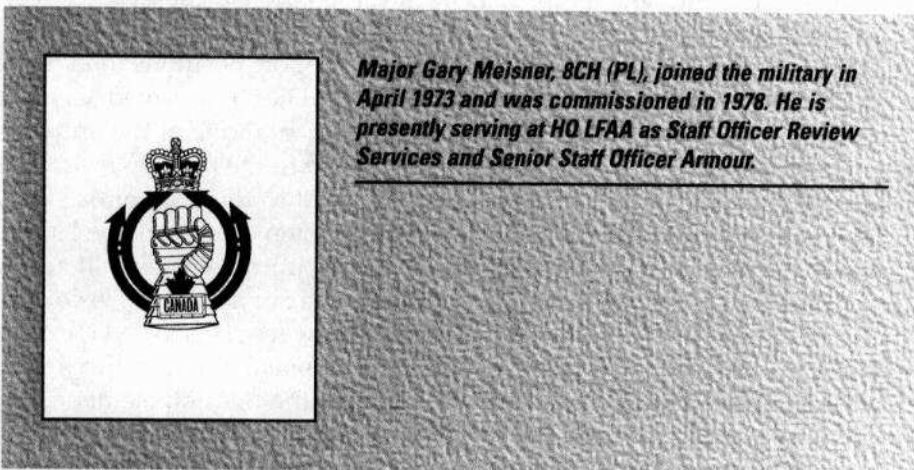 Major Gary Meisner, 8CH (PL), joined the military in
April 1973 and was commissioned in 1978. He is
presently serving at HQ LFAA as Staff Officer Review
Services and Senior Staff Officer Armour.
CANADA